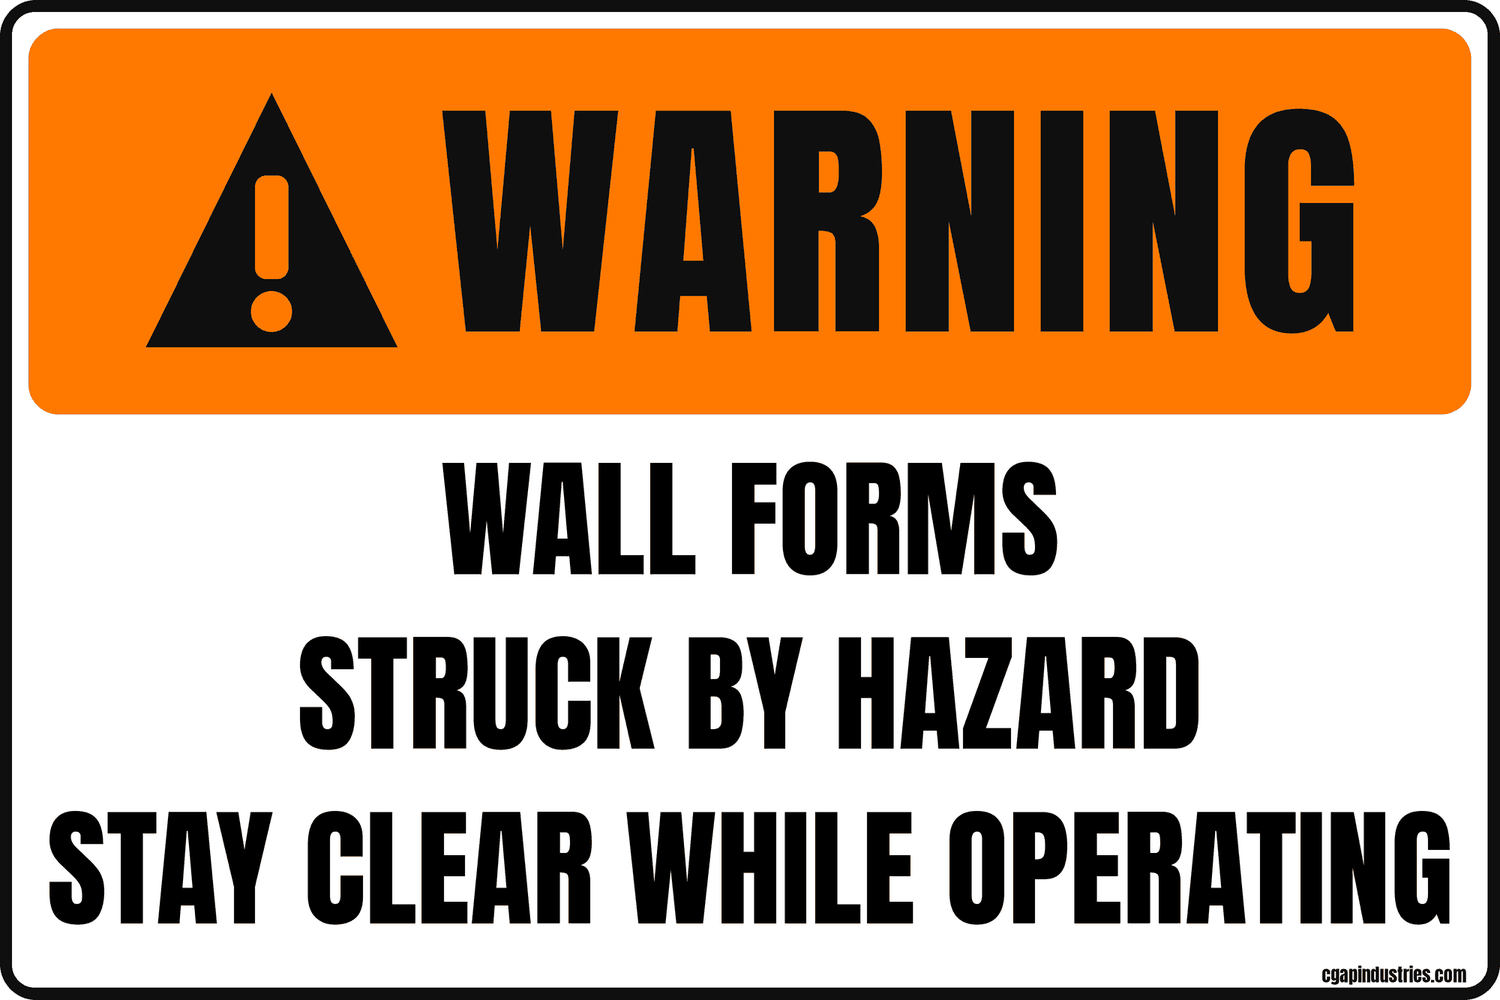 WARNING
WALL FORMS
STRUCK BY HAZARD
STAY CLEAR WHILE OPERATING
cgapindustries.com